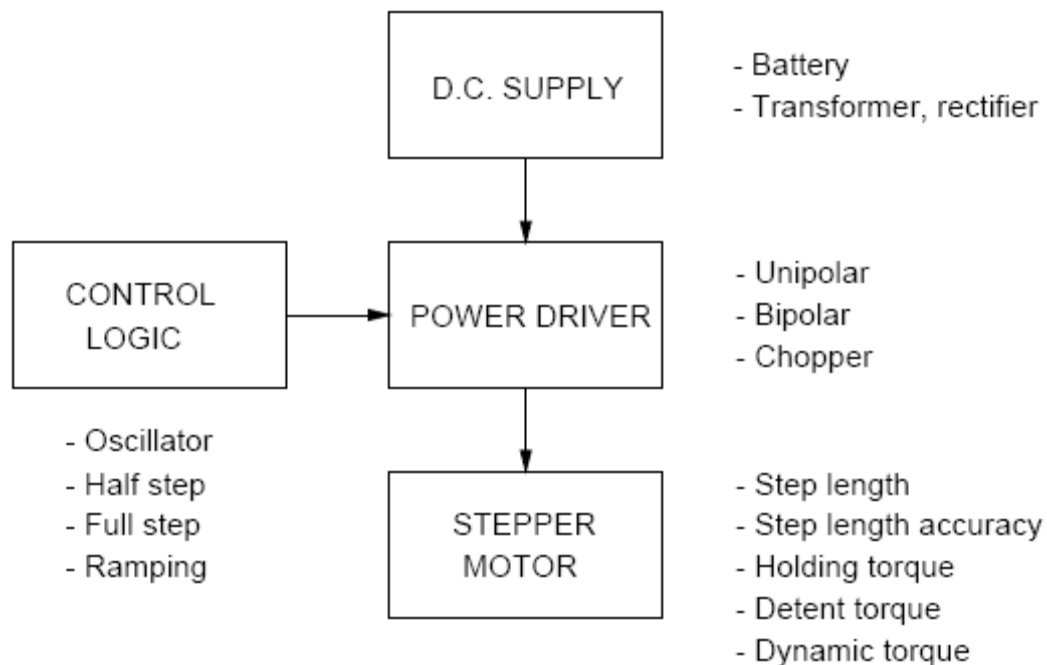 D.C. SUPPLY
- Battery
- Transformer, rectifier
CONTROL
LOGIC
POWER DRIVER
- Unipolar
- Bipolar
- Chopper
- Oscillator
- Half step
- Full step
- Ramping
STEPPER
MOTOR
- Step length
- Step length accuracy
- Holding torque
- Detent torque
- Dynamic torque